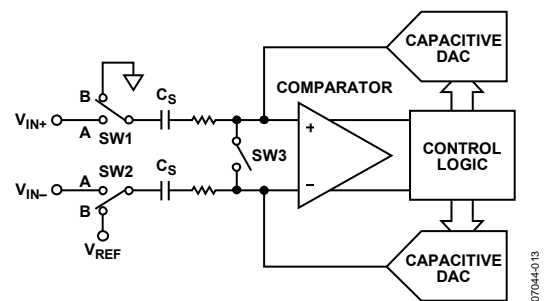 CAPACITIVE
DAC
COMPARATOR
B
CS
VIN+
A
SW1
+
SW3
CONTROL
LOGIC
VIN–
A
SW2
CS
–
B
VREF
CAPACITIVE
DAC
07044-013